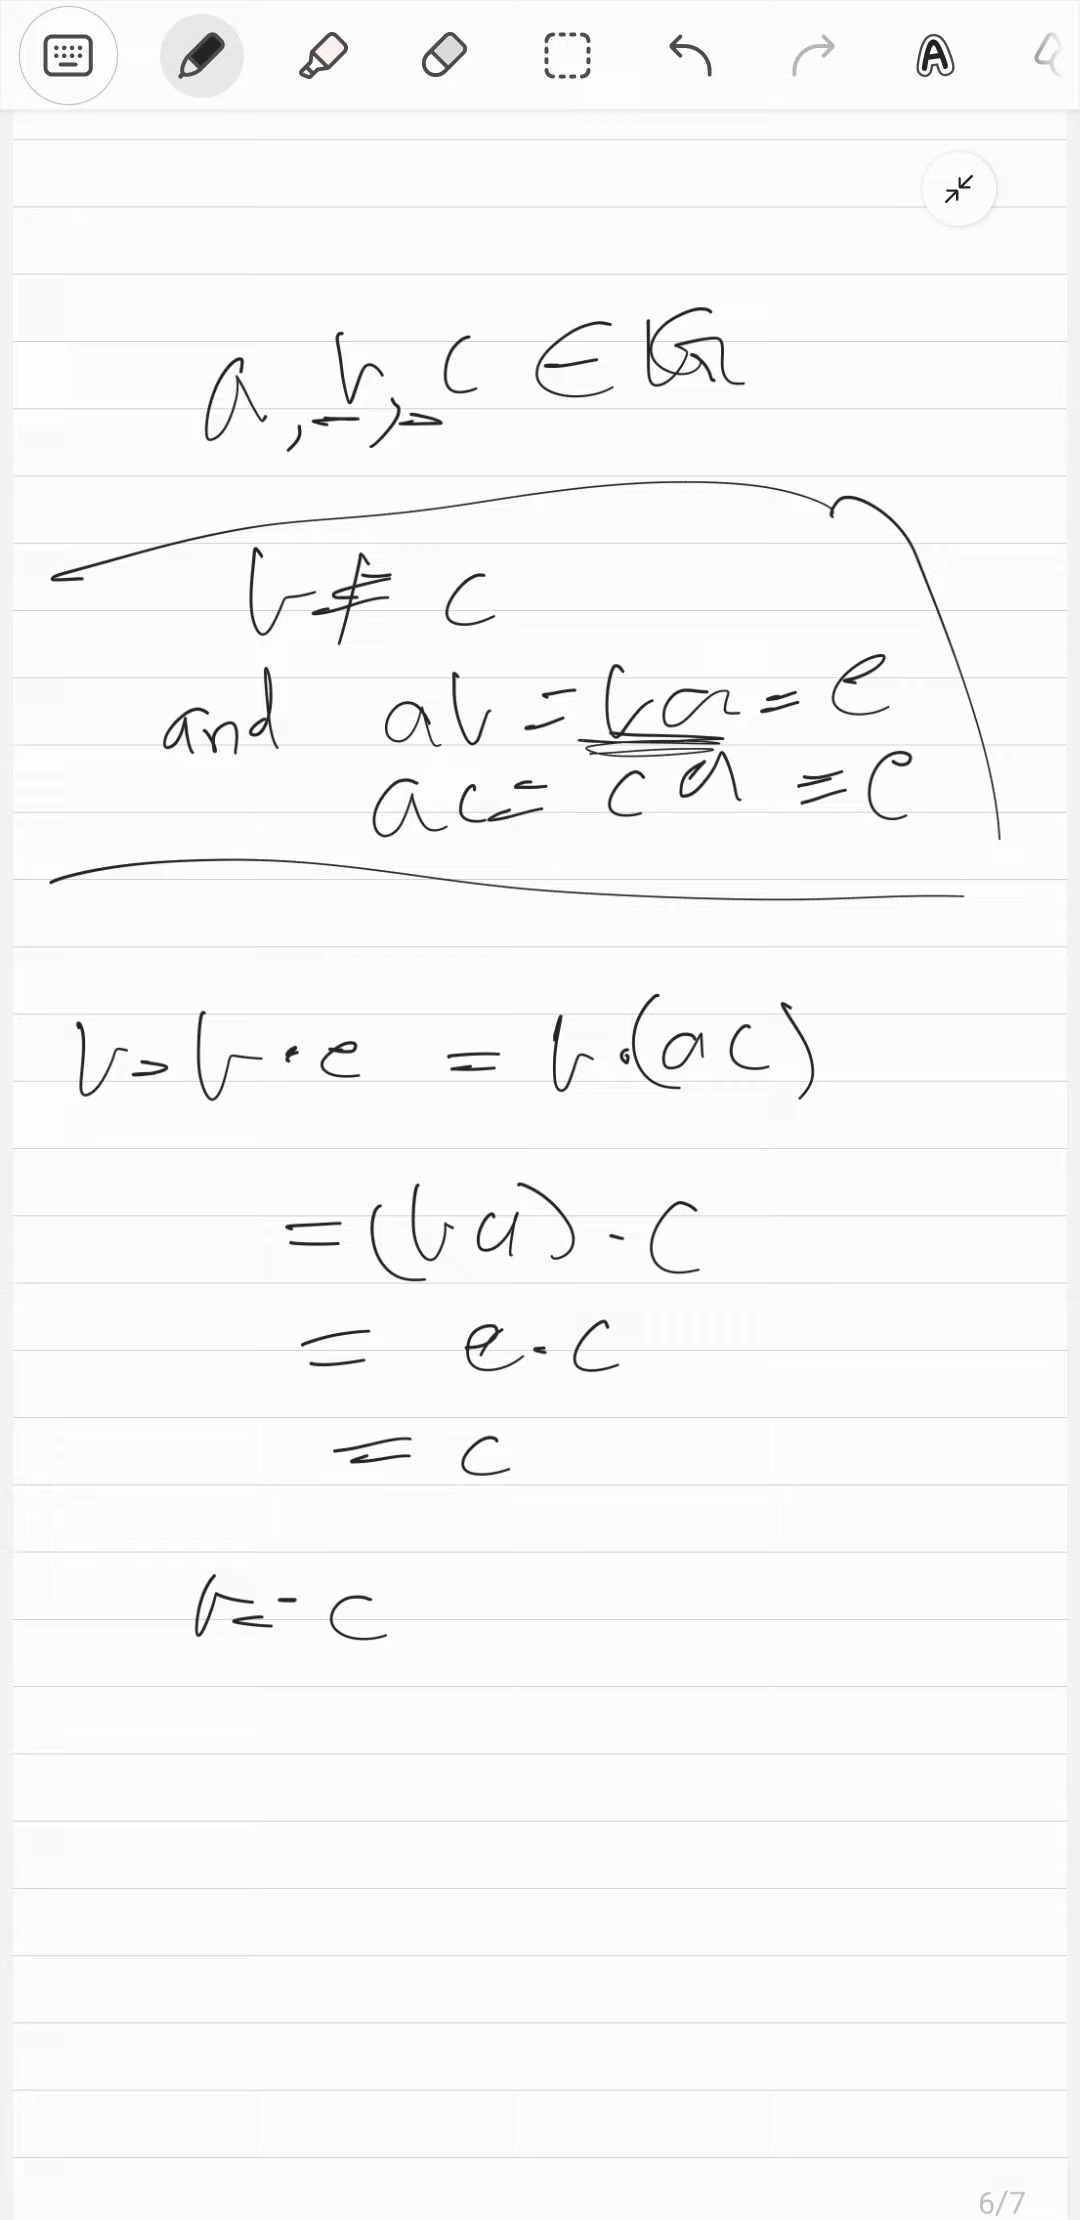 a, b, c ∈ G
b ≠ c
and ab = ba = e
ac = ca = e
b = b · e = b · (ac)
= (ba) · c
= e · c
= c
b = c
6/7